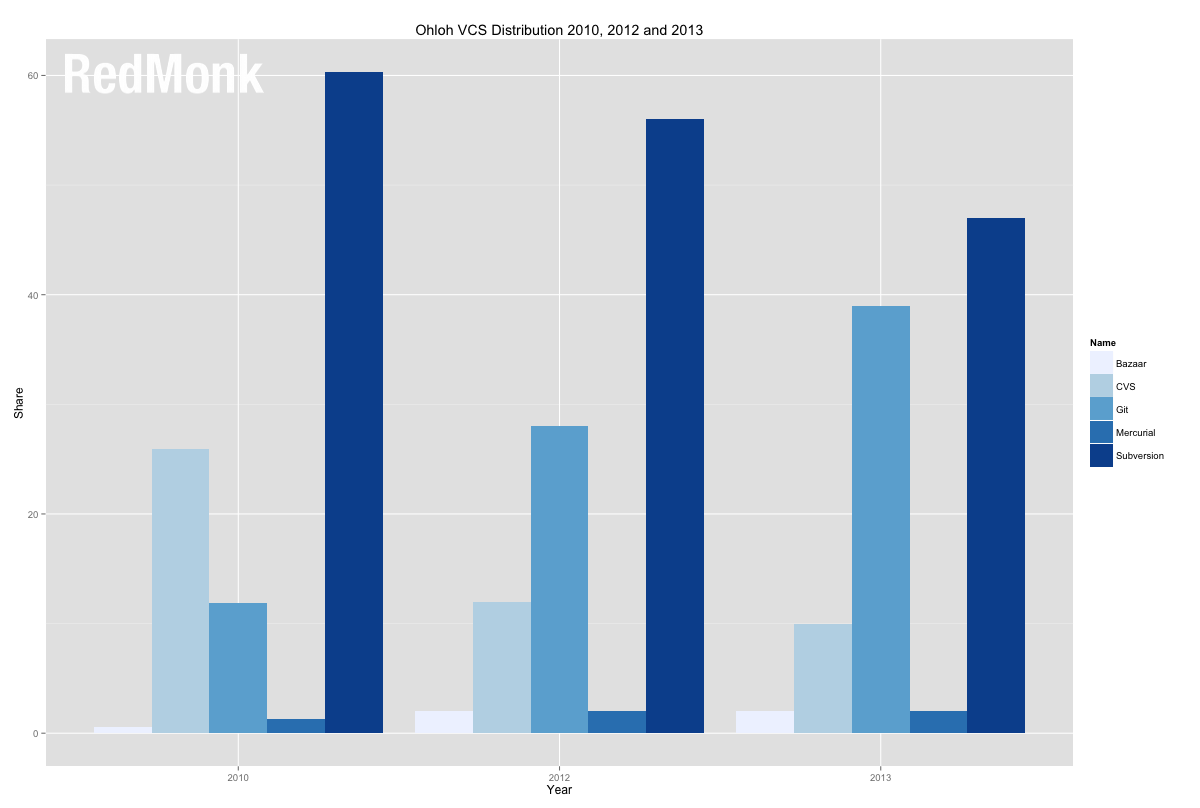 Ohloh VCS Distribution 2010, 2012 and 2013
RedMonk
60
40
20
0
Share
2010
2012
2013
Year
Name
Bazaar
CVS
Git
Mercurial
Subversion